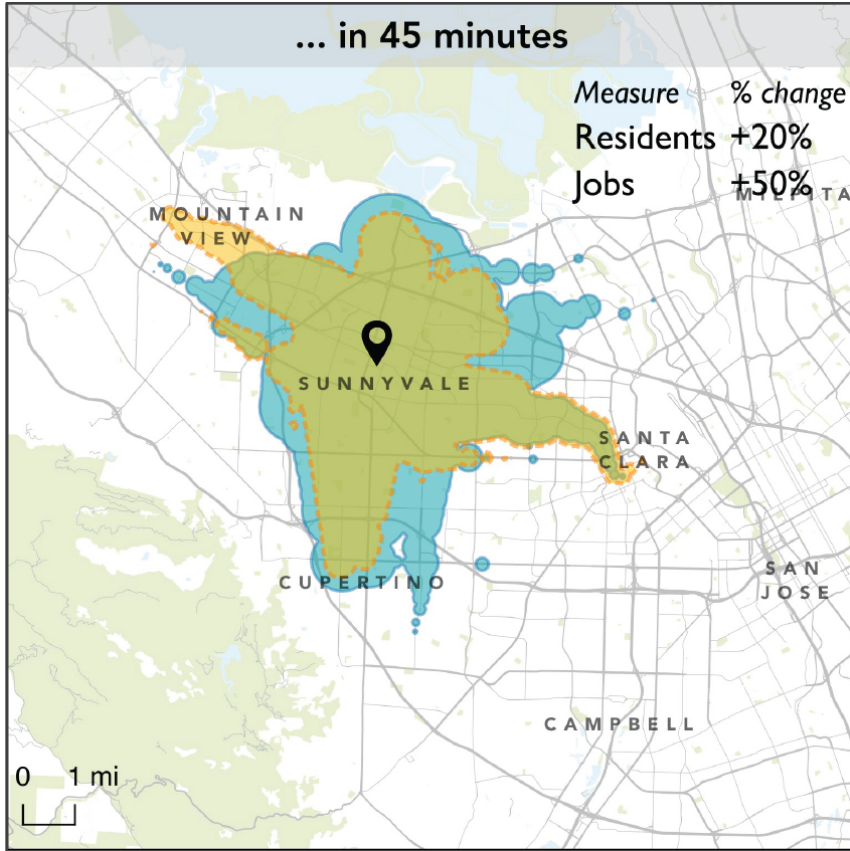 ... in 45 minutes
Measure % change
Residents +20%
Jobs +50%
MILPITA
MOUNTAIN
VIEW
SUNNYVALE
SANTA
CLARA
CUPERTINO
SAN
JOSE
CAMPBELL
0 1 mi